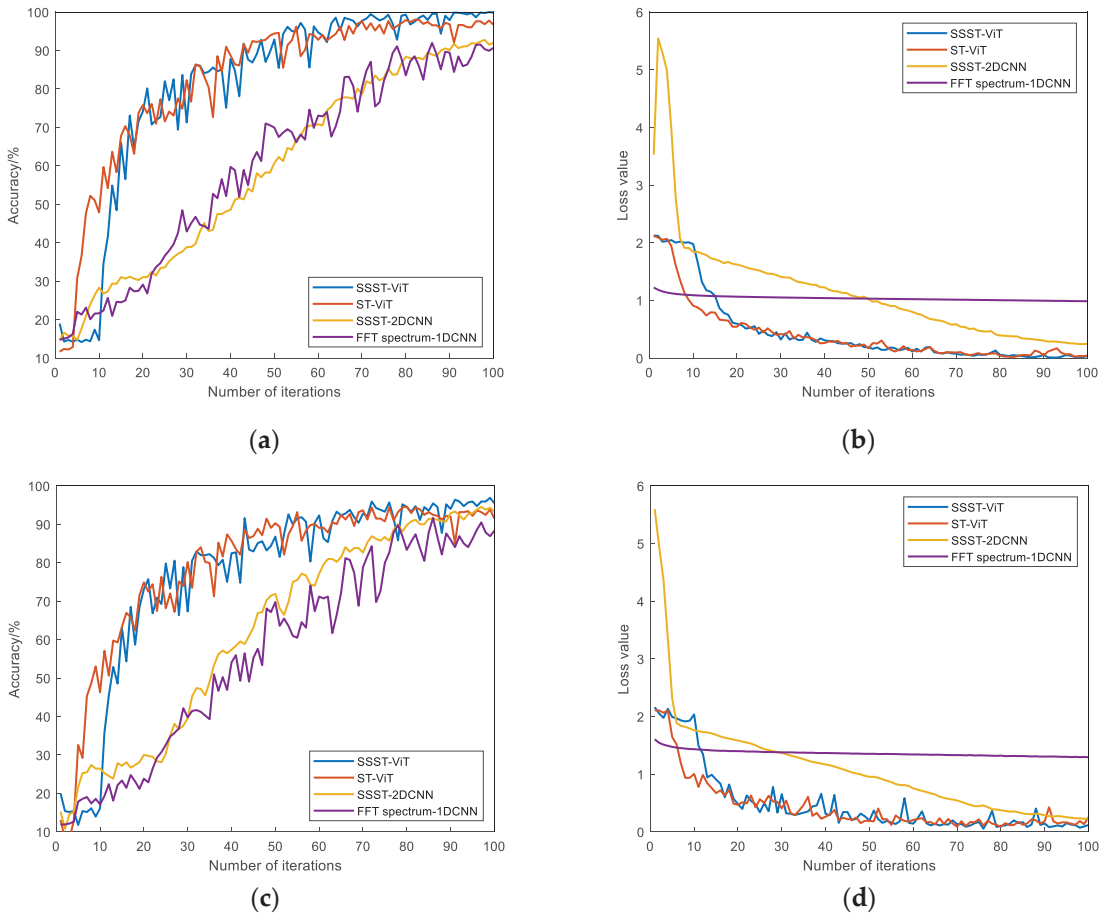 100
90
80
70
60
50
40
30
20
10
Accuracy/%
0 10 20 30 40 50 60 70 80 90 100
Number of iterations
SSST-ViT
ST-ViT
SSST-2DCNN
FFT spectrum-1DCNN
(a)
6
5
4
3
2
1
0
Loss value
0 10 20 30 40 50 60 70 80 90 100
Number of iterations
SSST-ViT
ST-ViT
SSST-2DCNN
FFT spectrum-1DCNN
(b)
100
90
80
70
60
50
40
30
20
10
Accuracy/%
0 10 20 30 40 50 60 70 80 90 100
Number of iterations
SSST-ViT
ST-ViT
SSST-2DCNN
FFT spectrum-1DCNN
(c)
6
5
4
3
2
1
0
Loss value
0 10 20 30 40 50 60 70 80 90 100
Number of iterations
SSST-ViT
ST-ViT
SSST-2DCNN
FFT spectrum-1DCNN
(d)